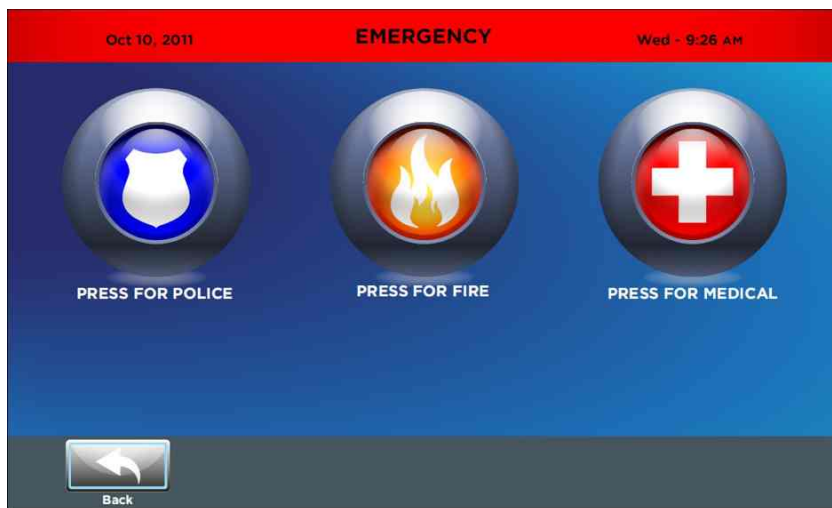 Oct 10, 2011 EMERGENCY Wed - 9:26 AM
PRESS FOR POLICE PRESS FOR FIRE PRESS FOR MEDICAL
Back